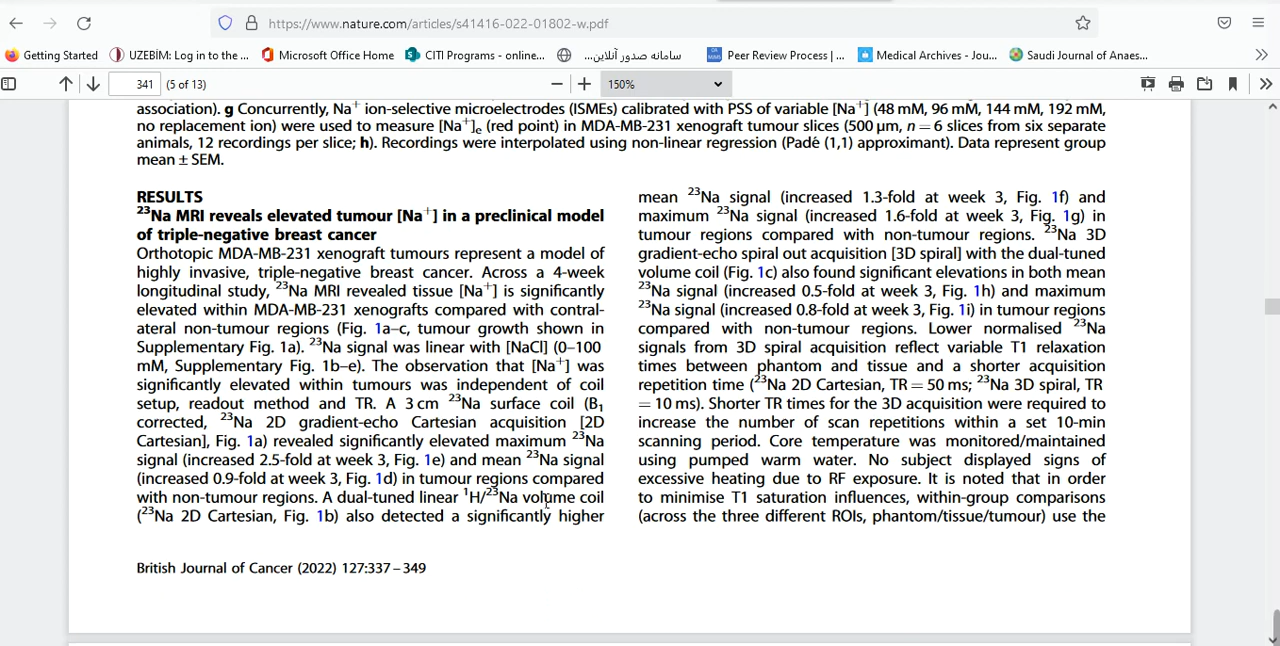 https://www.nature.com/articles/s41416-022-01802-w.pdf
Getting Started UZEBİM: Log in to the ... Microsoft Office Home CITI Programs - online... سامانه صدور آنلاین... Peer Review Process | ... Medical Archives - Jou... Saudi Journal of Anaes...
341 (5 of 13) 150%
association). g Concurrently, Na⁺ ion-selective microelectrodes (ISMEs) calibrated with PSS of variable [Na⁺] (48 mM, 96 mM, 144 mM, 192 mM,
no replacement ion) were used to measure [Na⁺]ₑ (red point) in MDA-MB-231 xenograft tumour slices (500 μm, n = 6 slices from six separate
animals, 12 recordings per slice; h). Recordings were interpolated using non-linear regression (Padé (1,1) approximant). Data represent group
mean ± SEM.
RESULTS
²³Na MRI reveals elevated tumour [Na⁺] in a preclinical model
of triple-negative breast cancer
Orthotopic MDA-MB-231 xenograft tumours represent a model of
highly invasive, triple-negative breast cancer. Across a 4-week
longitudinal study, ²³Na MRI revealed tissue [Na⁺] is significantly
elevated within MDA-MB-231 xenografts compared with contral-
ateral non-tumour regions (Fig. 1a–c, tumour growth shown in
Supplementary Fig. 1a). ²³Na signal was linear with [NaCl] (0–100
mM, Supplementary Fig. 1b–e). The observation that [Na⁺] was
significantly elevated within tumours was independent of coil
setup, readout method and TR. A 3 cm ²³Na surface coil (B₁
corrected, ²³Na 2D gradient-echo Cartesian acquisition [2D
Cartesian], Fig. 1a) revealed significantly elevated maximum ²³Na
signal (increased 2.5-fold at week 3, Fig. 1e) and mean ²³Na signal
(increased 0.9-fold at week 3, Fig. 1d) in tumour regions compared
with non-tumour regions. A dual-tuned linear ¹H/²³Na volume coil
(²³Na 2D Cartesian, Fig. 1b) also detected a significantly higher
mean ²³Na signal (increased 1.3-fold at week 3, Fig. 1f) and
maximum ²³Na signal (increased 1.6-fold at week 3, Fig. 1g) in
tumour regions compared with non-tumour regions. ²³Na 3D
gradient-echo spiral out acquisition [3D spiral] with the dual-tuned
volume coil (Fig. 1c) also found significant elevations in both mean
²³Na signal (increased 0.5-fold at week 3, Fig. 1h) and maximum
²³Na signal (increased 0.8-fold at week 3, Fig. 1i) in tumour regions
compared with non-tumour regions. Lower normalised ²³Na
signals from 3D spiral acquisition reflect variable T1 relaxation
times between phantom and tissue and a shorter acquisition
repetition time (²³Na 2D Cartesian, TR = 50 ms; ²³Na 3D spiral, TR
= 10 ms). Shorter TR times for the 3D acquisition were required to
increase the number of scan repetitions within a set 10-min
scanning period. Core temperature was monitored/maintained
using pumped warm water. No subject displayed signs of
excessive heating due to RF exposure. It is noted that in order
to minimise T1 saturation influences, within-group comparisons
(across the three different ROIs, phantom/tissue/tumour) use the
British Journal of Cancer (2022) 127:337 – 349